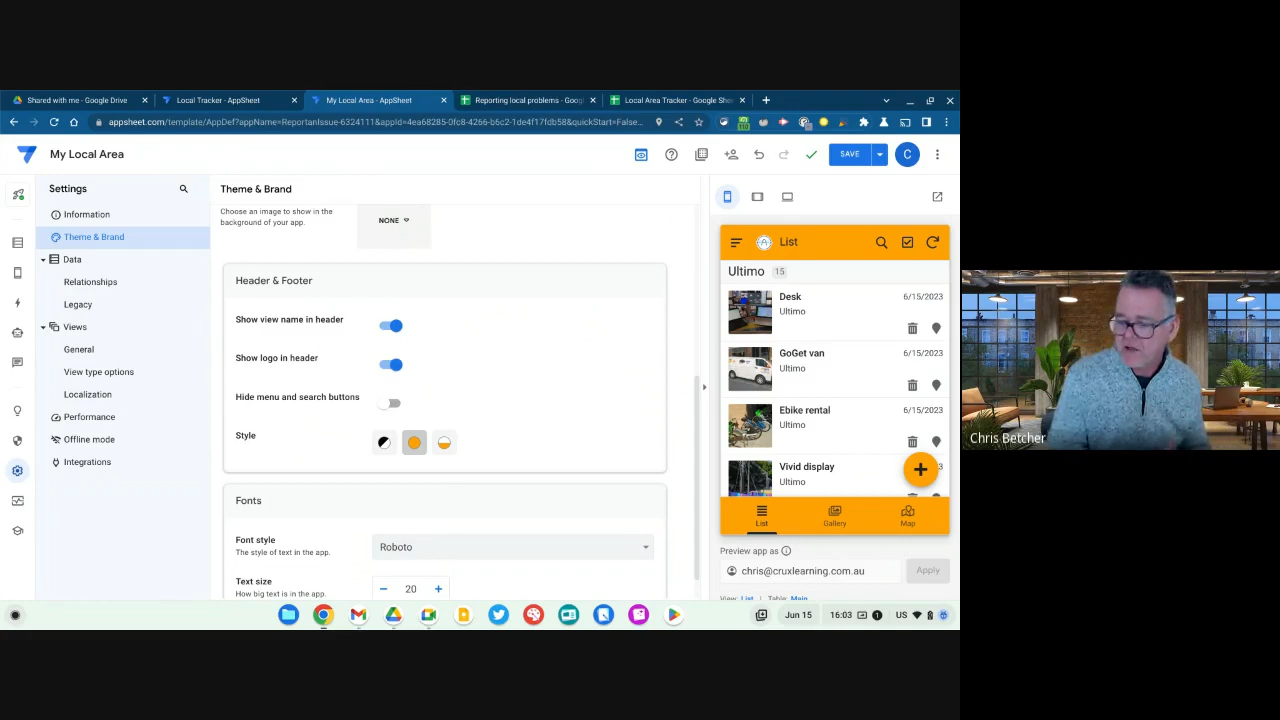 Shared with me - Google Drive
Local Tracker - AppSheet
My Local Area - AppSheet
Reporting local problems - Goog
Local Area Tracker - Google She
appsheet.com/template/AppDef?appName=ReportanIssue-6324111&appId=4ea68285-0fc8-4266-b6c2-1de4f17fdb58&quickStart=False...
My Local Area
SAVE
C
Settings
Theme & Brand
Information
Theme & Brand
Data
Relationships
Legacy
Views
General
View type options
Localization
Performance
Offline mode
Integrations
Choose an image to show in the
background of your app.
NONE
Header & Footer
Show view name in header
Show logo in header
Hide menu and search buttons
Style
Fonts
Font style
The style of text in the app.
Roboto
Text size
How big text is in the app.
20
List
Ultimo 15
Desk 6/15/2023
Ultimo
GoGet van 6/15/2023
Ultimo
Ebike rental 6/15/2023
Ultimo
Vivid display 3
Ultimo
List Gallery Map
Preview app as
chris@cruxlearning.com.au
Apply
View: List | Table: Main
Jun 15 16:03 1 US
Chris Betcher